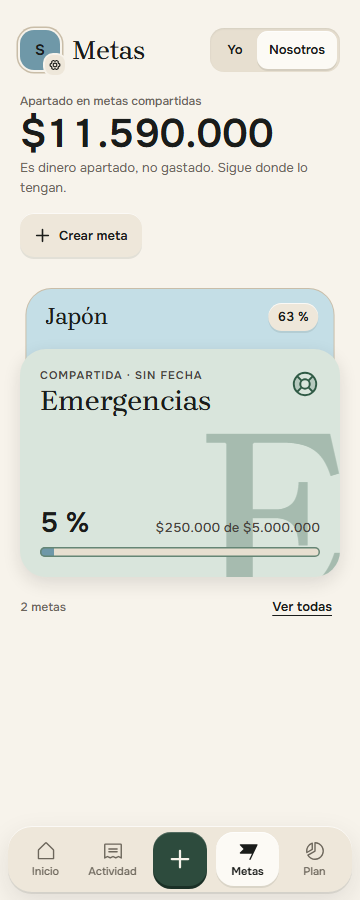 S
Metas
Yo
Nosotros
Apartado en metas compartidas
$11.590.000
Es dinero apartado, no gastado. Sigue donde lo
tengan.
Crear meta
Japón
63 %
COMPARTIDA · SIN FECHA
Emergencias
E
5 %
$250.000 de $5.000.000
2 metas
Ver todas
Inicio
Actividad
Metas
Plan